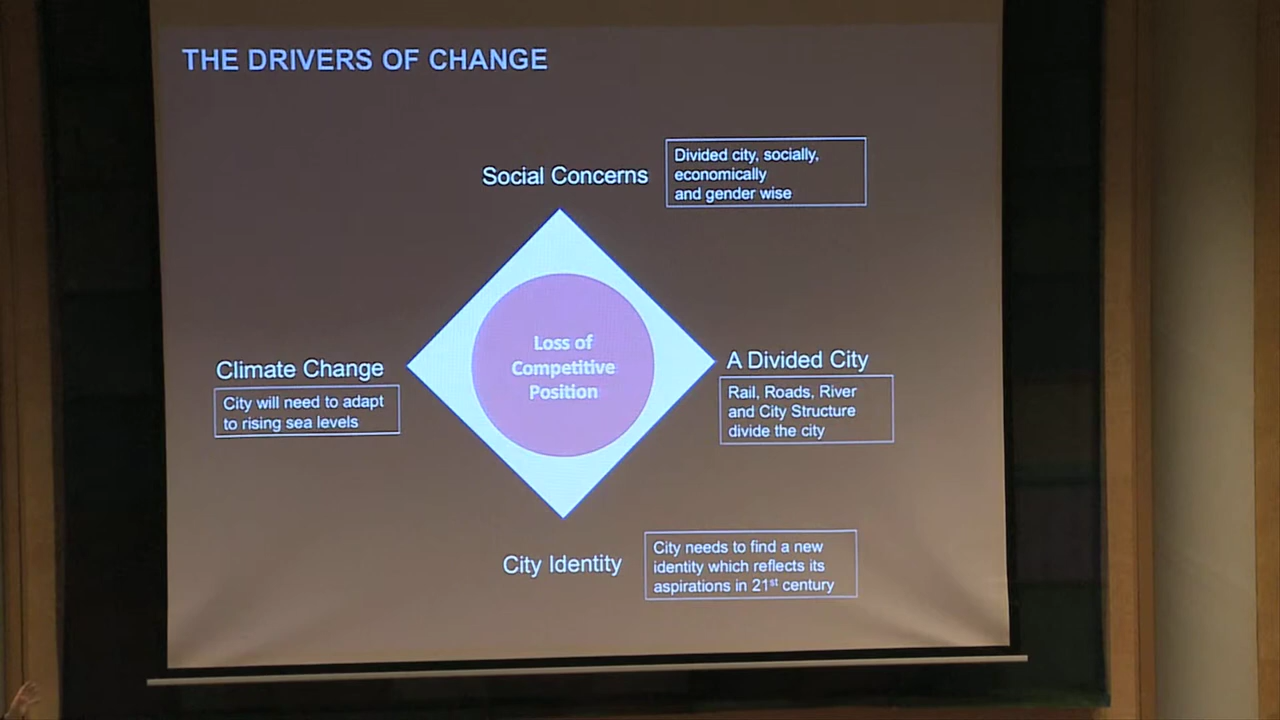 THE DRIVERS OF CHANGE
Social Concerns
Divided city, socially,
economically
and gender wise
Loss of
Competitive
Position
Climate Change
City will need to adapt
to rising sea levels
A Divided City
Rail, Roads, River
and City Structure
divide the city
City Identity
City needs to find a new
identity which reflects its
aspirations in 21st century